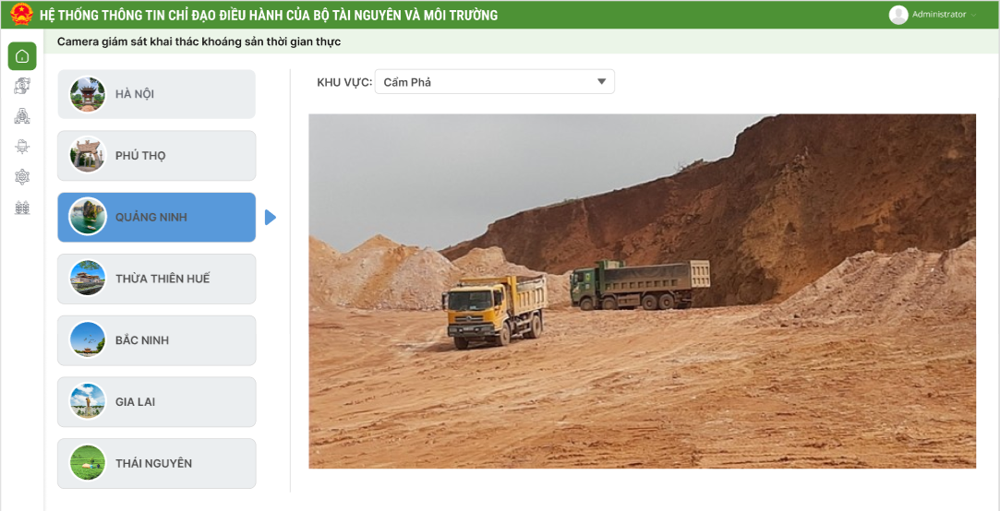 HỆ THỐNG THÔNG TIN CHỈ ĐẠO ĐIỀU HÀNH CỦA BỘ TÀI NGUYÊN VÀ MÔI TRƯỜNG
Administrator
Camera giám sát khai thác khoáng sản thời gian thực
HÀ NỘI
PHÚ THỌ
QUẢNG NINH
THỪA THIÊN HUẾ
BẮC NINH
GIA LAI
THÁI NGUYÊN
KHU VỰC: Cẩm Phả